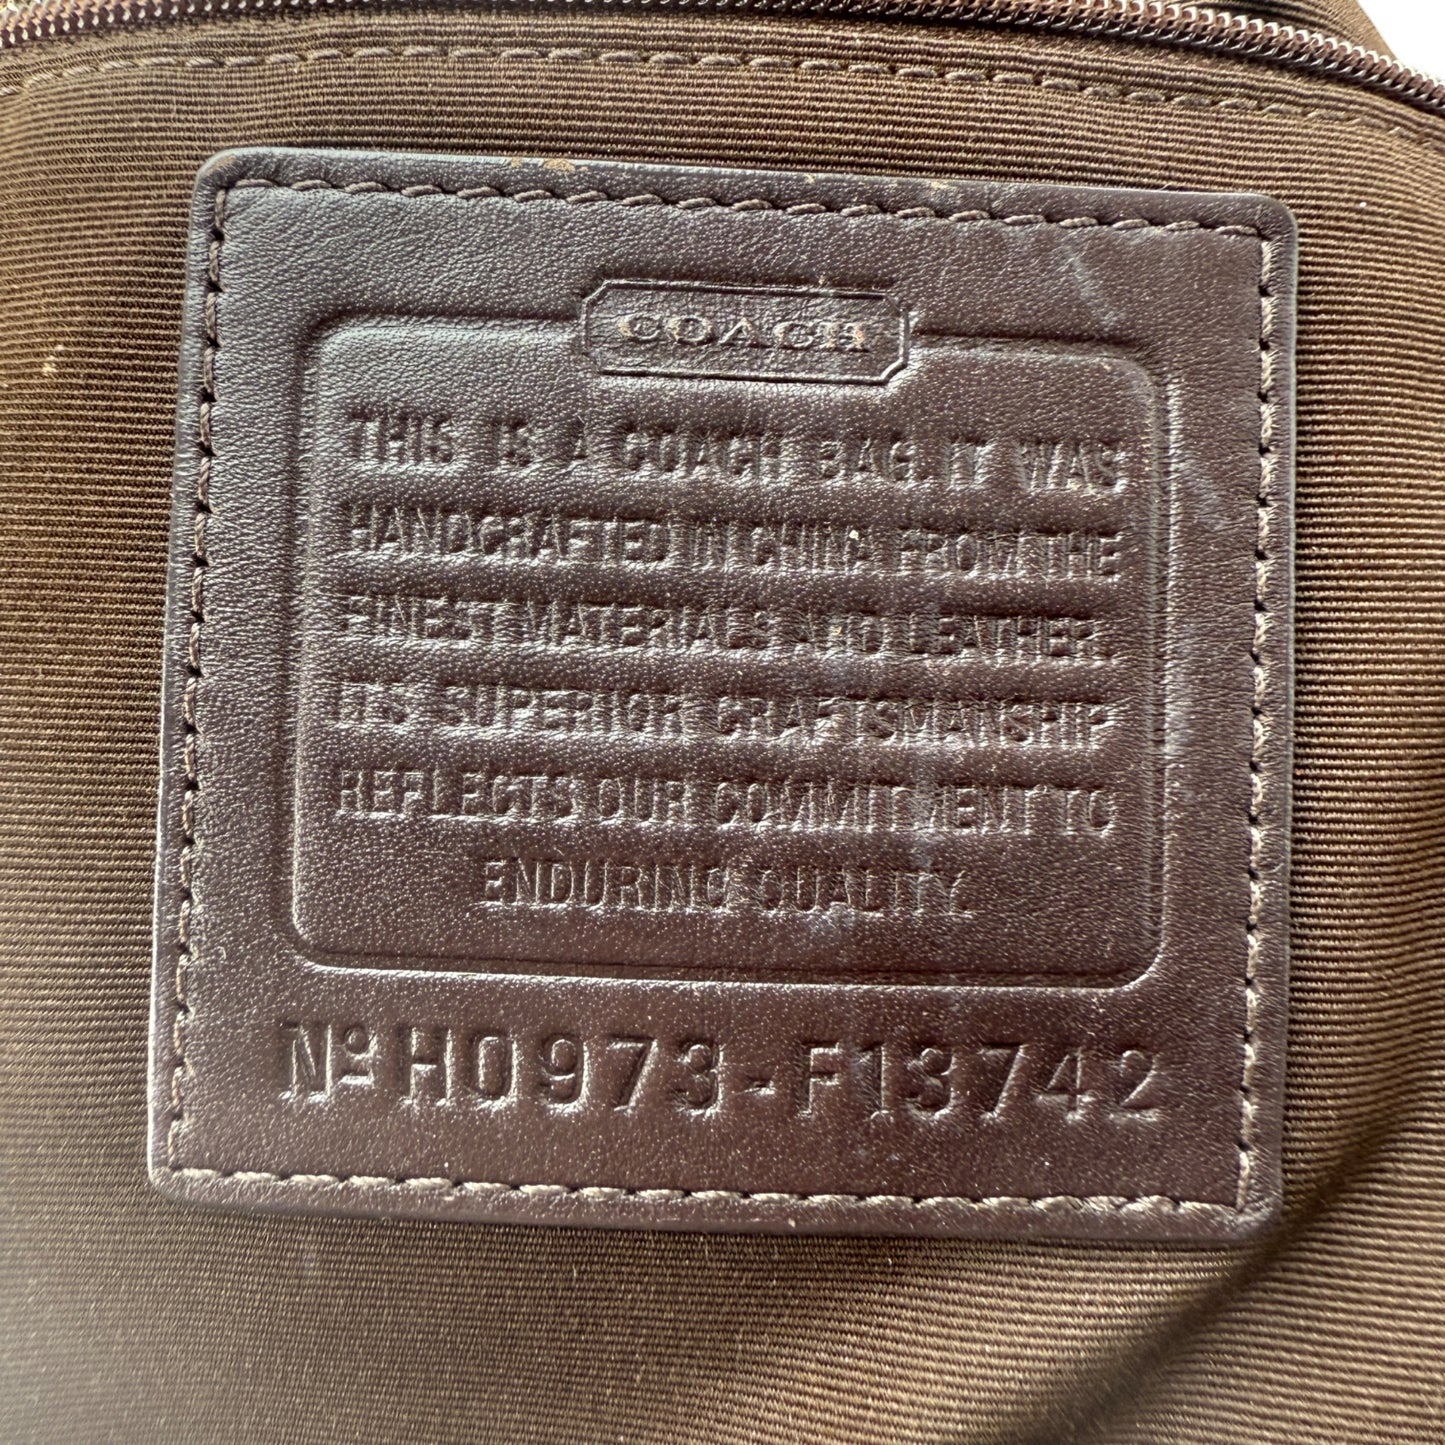 COACH
THIS IS A COACH BAG. IT WAS
HANDCRAFTED IN CHINA FROM THE
FINEST MATERIALS AND LEATHER.
ITS SUPERIOR CRAFTSMANSHIP
REFLECTS OUR COMMITMENT TO
ENDURING QUALITY.
Nº H0973-F13742